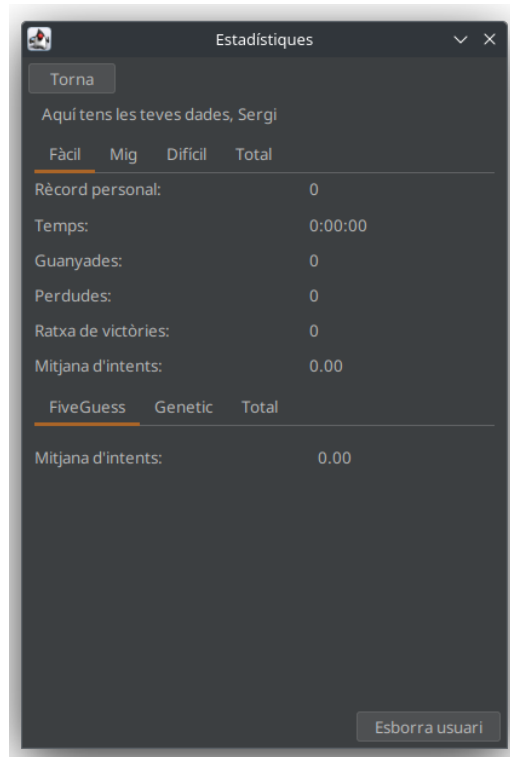 Estadístiques
Torna
Aquí tens les teves dades, Sergi
Fàcil Mig Difícil Total
Rècord personal: 0
Temps: 0:00:00
Guanyades: 0
Perdudes: 0
Ratxa de victòries: 0
Mitjana d'intents: 0.00
FiveGuess Genetic Total
Mitjana d'intents: 0.00
Esborra usuari